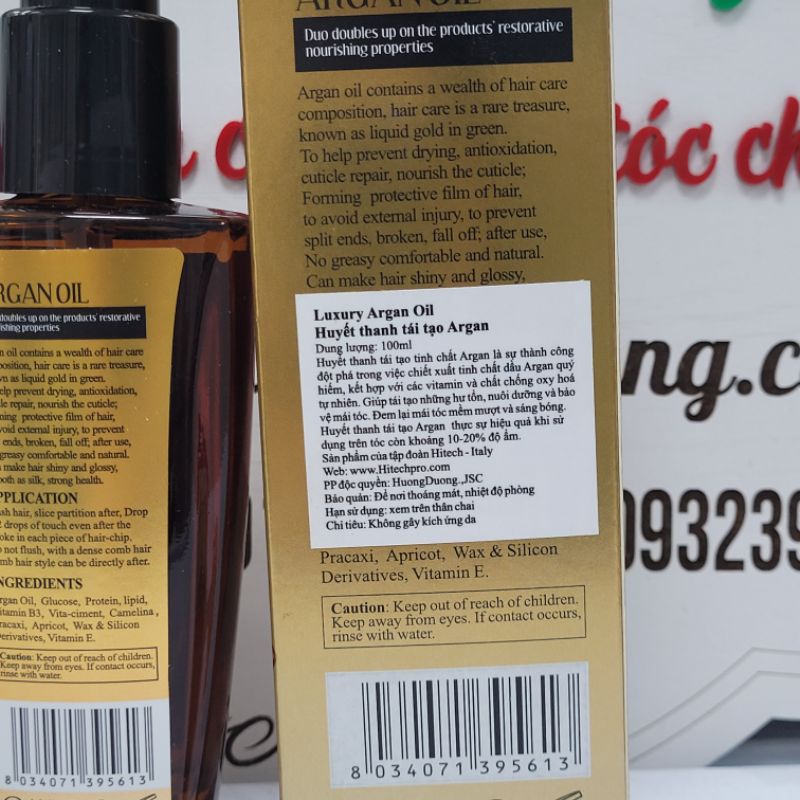 ARGAN OIL
Duo doubles up on the products' restorative
nourishing properties
Argan oil contains a wealth of hair care
composition, hair care is a rare treasure,
known as liquid gold in green.
To help prevent drying, antioxidation,
cuticle repair, nourish the cuticle;
Forming protective film of hair,
to avoid external injury, to prevent
split ends, broken, fall off; after use,
No greasy comfortable and natural.
Can make hair shiny and glossy,
Luxury Argan Oil
Huyết thanh tái tạo Argan
Dung lượng: 100ml
Huyết thanh tái tạo tinh chất Argan là sự thành công
đột phá trong việc chiết xuất tinh chất dầu Argan quý
hiếm, kết hợp với các vitamin và chất chống oxy hoá
tự nhiên. Giúp tái tạo những hư tổn, nuôi dưỡng và bảo
vệ mái tóc. Đem lại mái tóc mềm mượt và sáng bóng.
Huyết thanh tái tạo Argan thực sự hiệu quả khi sử
dụng trên tóc còn khoảng 10-20% độ ẩm.
Sản phẩm của tập đoàn Hitech - Italy
Web: www.Hitechpro.com
PP độc quyền: HuongDuong.,JSC
Bảo quản: Để nơi thoáng mát, nhiệt độ phòng
Hạn sử dụng: xem trên thân chai
Chi tiêu: Không gây kích ứng da
Pracaxi, Apricot, Wax & Silicon
Derivatives, Vitamin E.
Caution: Keep out of reach of children.
Keep away from eyes. If contact occurs,
rinse with water.
8 034071 395613
RGAN OIL
doubles up on the products' restorative
ishing properties
n oil contains a wealth of hair care
position, hair care is a rare treasure,
wn as liquid gold in green.
elp prevent drying, antioxidation,
cle repair, nourish the cuticle;
ming protective film of hair,
void external injury, to prevent
ends, broken, fall off; after use,
greasy comfortable and natural.
make hair shiny and glossy,
oth as silk, strong health.
PPLICATION
sh hair, slice partition after, Drop
2 drops of touch even after the
oke in each piece of hair-chip.
o not flush, with a dense comb hair
mb hair style can be directly after.
NGREDIENTS
rgan Oil, Glucose, Protein, lipid,
itamin B3, Vita-ciment, Camelina,
racaxi, Apricot, Wax & Silicon
erivatives, Vitamin E.
Caution: Keep out of reach of children.
Keep away from eyes. If contact occurs,
rinse with water.
8 034071 395613
tóc ch
ng.c
093239